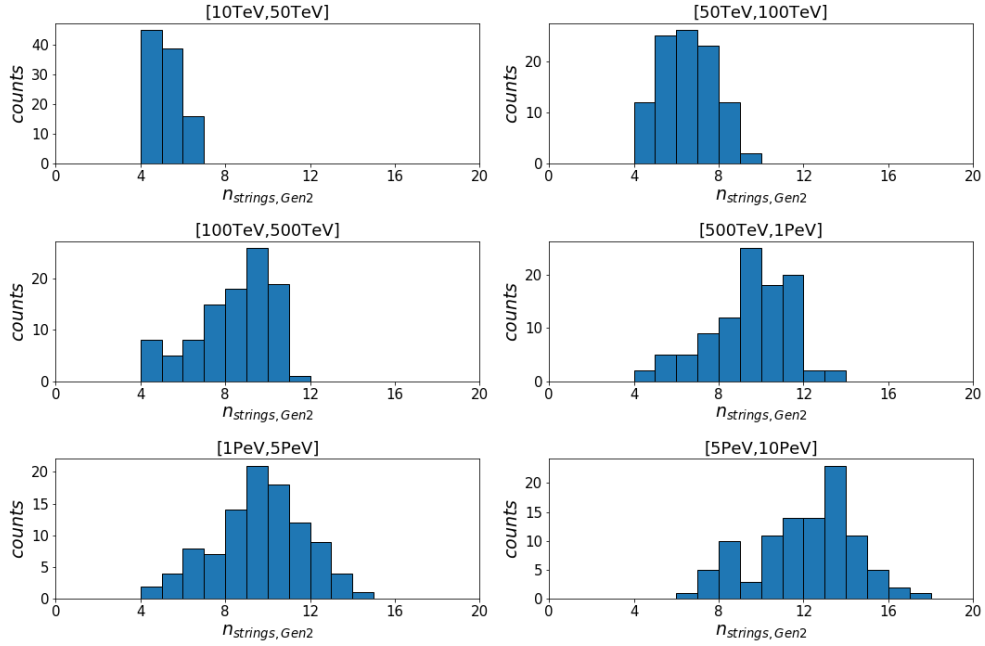 [10TeV,50TeV]
counts
40
30
20
10
0
0 4 8 12 16 20
n_strings,Gen2
[50TeV,100TeV]
counts
20
10
0
0 4 8 12 16 20
n_strings,Gen2
[100TeV,500TeV]
counts
20
10
0
0 4 8 12 16 20
n_strings,Gen2
[500TeV,1PeV]
counts
20
10
0
0 4 8 12 16 20
n_strings,Gen2
[1PeV,5PeV]
counts
20
15
10
5
0
0 4 8 12 16 20
n_strings,Gen2
[5PeV,10PeV]
counts
20
15
10
5
0
0 4 8 12 16 20
n_strings,Gen2